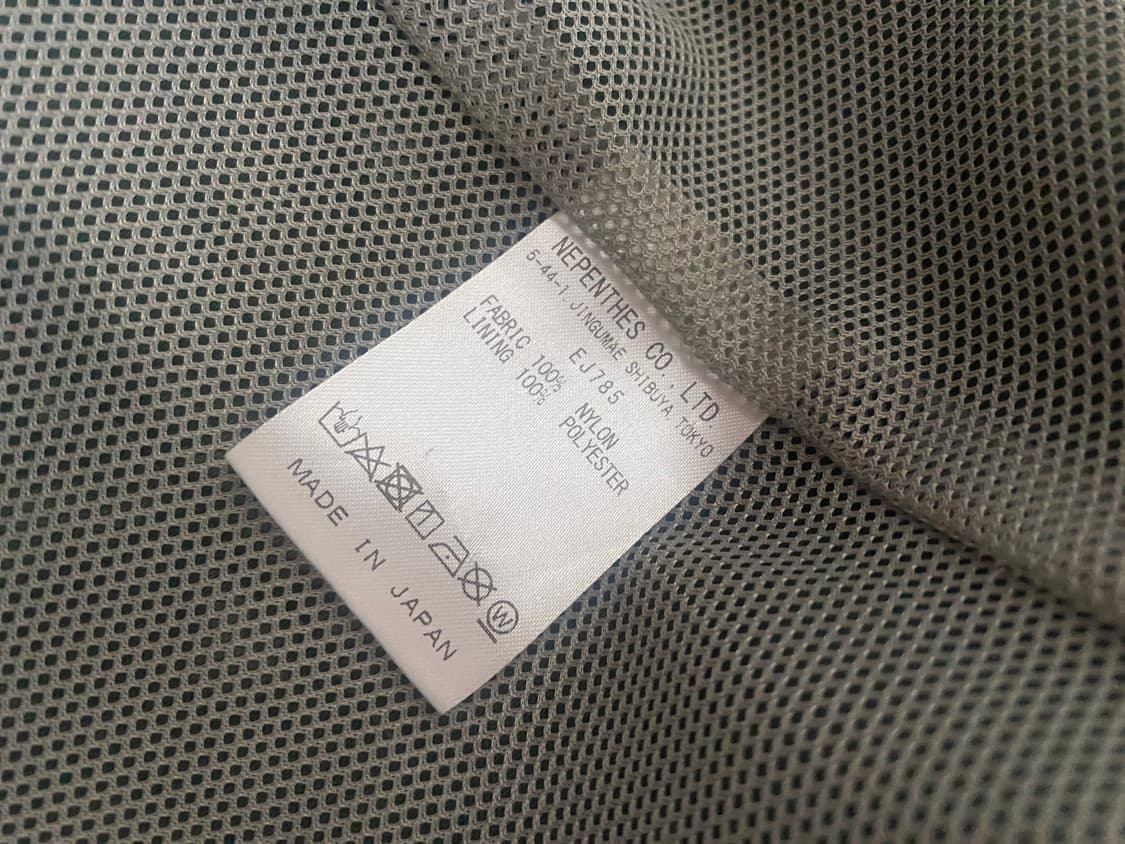 NEPENTHES CO.,LTD
5-44-1.JINGUMAE SHIBUYA TOKYO
EJ785
FABRIC 100% NYLON
LINING 100% POLYESTER
W
MADE IN JAPAN